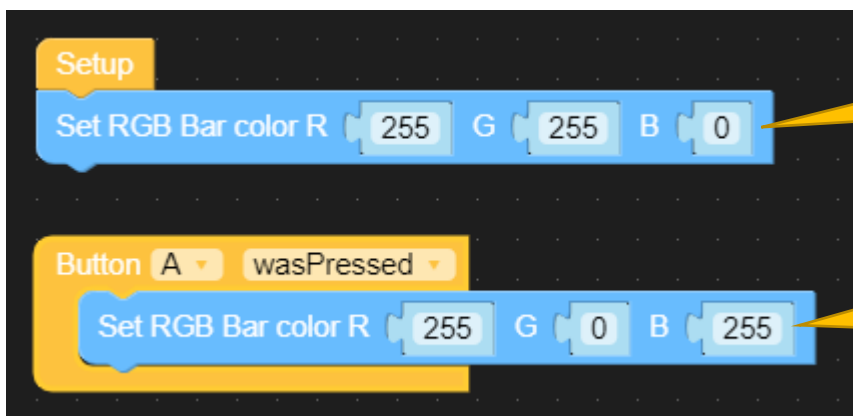 Setup
Set RGB Bar color R 255 G 255 B 0
Button A wasPressed
Set RGB Bar color R 255 G 0 B 255